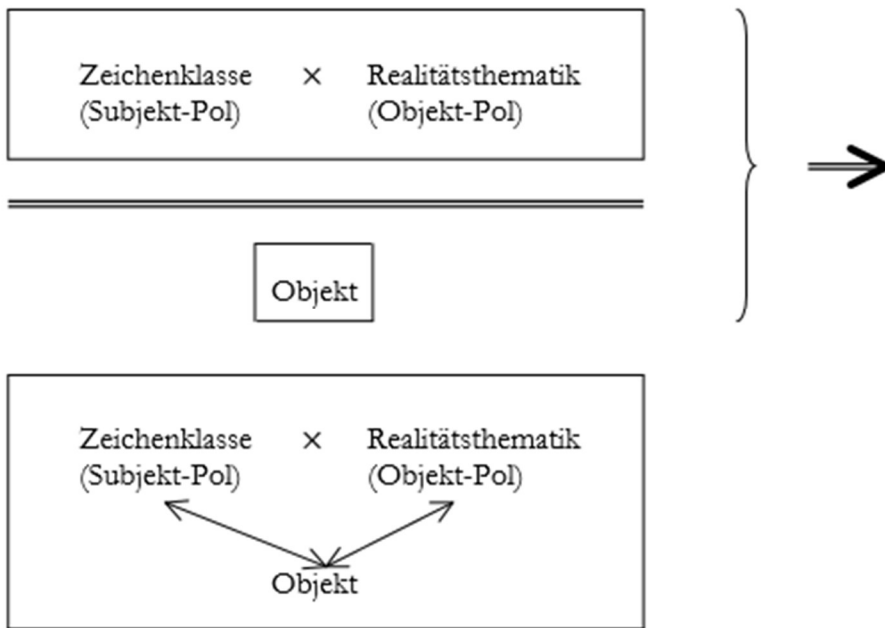 Zeichenklasse × Realitätsthematik
(Subjekt-Pol) (Objekt-Pol)
Objekt
Zeichenklasse × Realitätsthematik
(Subjekt-Pol) (Objekt-Pol)
Objekt